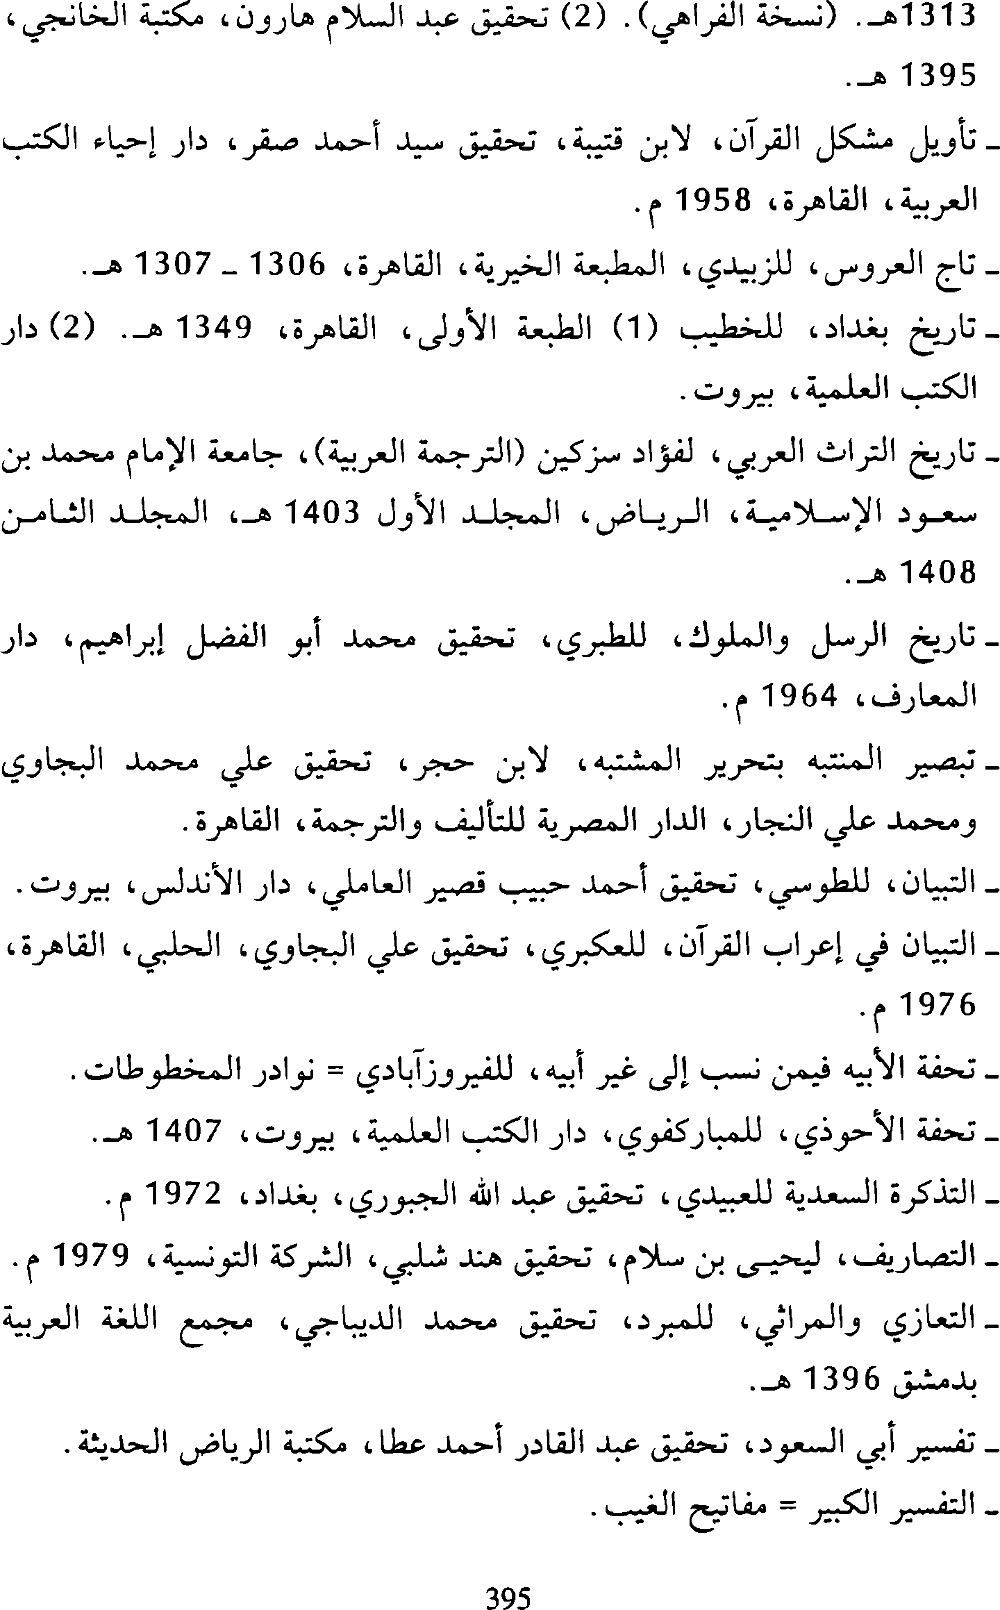 1313هـ. (نسخة الفراهي). (2) تحقيق عبد السلام هارون، مكتبة الخانجي،
1395 هـ.
ـ تأويل مشكل القرآن، لابن قتيبة، تحقيق سيد أحمد صقر، دار إحياء الكتب
العربية، القاهرة، 1958 م.
ـ تاج العروس، للزبيدي، المطبعة الخيرية، القاهرة، 1306 ـ 1307 هـ.
ـ تاريخ بغداد، للخطيب (1) الطبعة الأولى، القاهرة، 1349 هـ. (2) دار
الكتب العلمية، بيروت.
ـ تاريخ التراث العربي، لفؤاد سزكين (الترجمة العربية)، جامعة الإمام محمد بن
سعود الإسلامية، الرياض، المجلد الأول 1403 هـ، المجلد الثامن
1408 هـ.
ـ تاريخ الرسل والملوك، للطبري، تحقيق محمد أبو الفضل إبراهيم، دار
المعارف، 1964 م.
ـ تبصير المنتبه بتحرير المشتبه، لابن حجر، تحقيق علي محمد البجاوي
ومحمد علي النجار، الدار المصرية للتأليف والترجمة، القاهرة.
ـ التبيان، للطوسي، تحقيق أحمد حبيب قصير العاملي، دار الأندلس، بيروت.
ـ التبيان في إعراب القرآن، للعكبري، تحقيق علي البجاوي، الحلبي، القاهرة،
1976 م.
ـ تحفة الأبيه فيمن نسب إلى غير أبيه، للفيروزآبادي = نوادر المخطوطات.
ـ تحفة الأحوذي، للمباركفوي، دار الكتب العلمية، بيروت، 1407 هـ.
ـ التذكرة السعدية للعبيدي، تحقيق عبد الله الجبوري، بغداد، 1972 م.
ـ التصاريف، ليحيى بن سلام، تحقيق هند شلبي، الشركة التونسية، 1979 م.
ـ التعازي والمراثي، للمبرد، تحقيق محمد الديباجي، مجمع اللغة العربية
بدمشق 1396 هـ.
ـ تفسير أبي السعود، تحقيق عبد القادر أحمد عطا، مكتبة الرياض الحديثة.
ـ التفسير الكبير = مفاتيح الغيب.
395